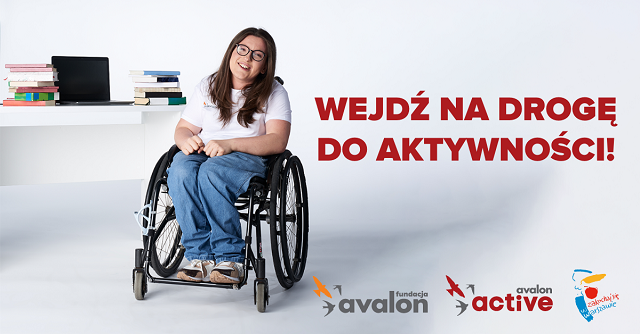 WEJDŹ NA DROGĘ
DO AKTYWNOŚCI!
fundacja
avalon
avalon
active